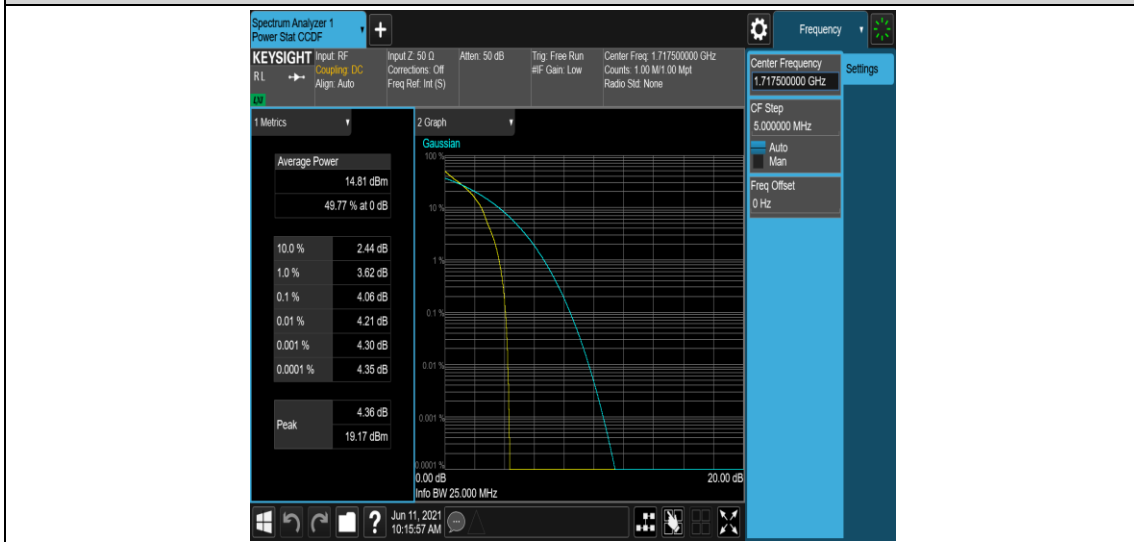 Spectrum Analyzer 1
Power Stat CCDF
+
Frequency
KEYSIGHT
RL
LXI
Input: RF
Coupling: DC
Align: Auto
Input Z: 50 Ω
Corrections: Off
Freq Ref: Int (S)
Atten: 50 dB
Trig: Free Run
#IF Gain: Low
Center Freq: 1.717500000 GHz
Counts: 1.00 M/1.00 Mpt
Radio Std: None
Center Frequency
1.717500000 GHz
Settings
CF Step
5.000000 MHz
Auto
Man
Freq Offset
0 Hz
1 Metrics
Average Power
14.81 dBm
49.77 % at 0 dB
10.0 % 2.44 dB
1.0 % 3.62 dB
0.1 % 4.06 dB
0.01 % 4.21 dB
0.001 % 4.30 dB
0.0001 % 4.35 dB
Peak
4.36 dB
19.17 dBm
2 Graph
Gaussian
100 %
10 %
1 %
0.1 %
0.01 %
0.001 %
0.0001 %
0.00 dB
20.00 dB
Info BW 25.000 MHz
?
Jun 11, 2021
10:15:57 AM